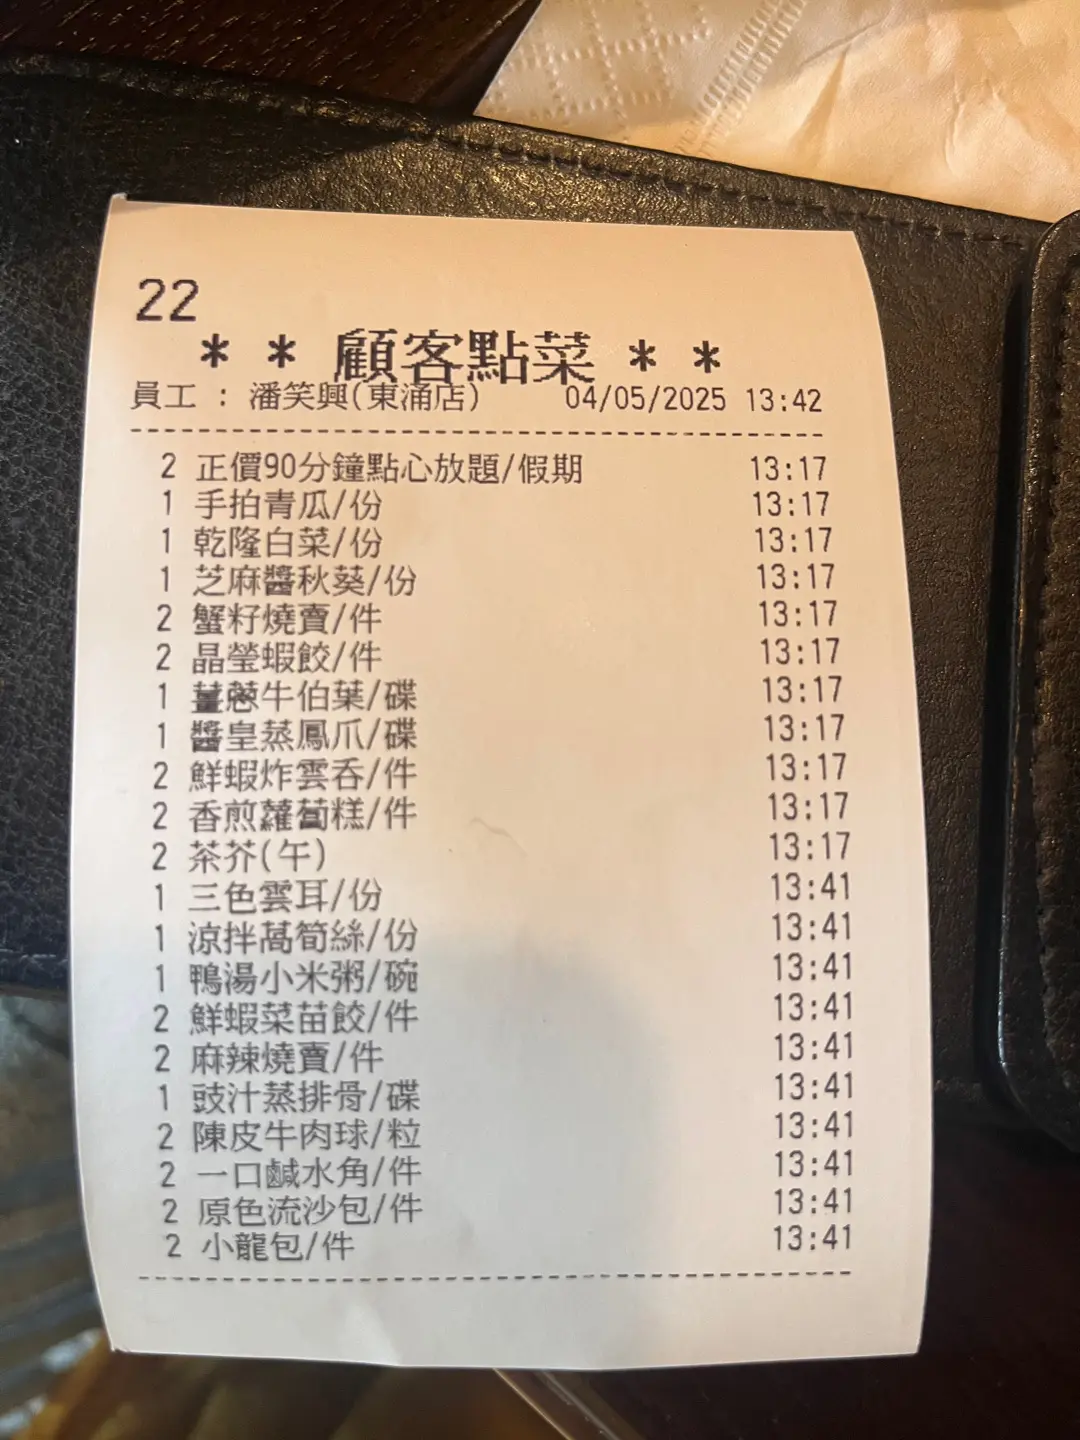 22
* * 顧客點菜 * *
員工 : 潘笑興(東涌店) 04/05/2025 13:42
2 正價90分鐘點心放題/假期 13:17
1 手拍青瓜/份 13:17
1 乾隆白菜/份 13:17
1 芝麻醬秋葵/份 13:17
2 蟹籽燒賣/件 13:17
2 晶瑩蝦餃/件 13:17
1 薑蔥牛伯葉/碟 13:17
1 醬皇蒸鳳爪/碟 13:17
2 鮮蝦炸雲吞/件 13:17
2 香煎蘿蔔糕/件 13:17
2 茶芥(午) 13:17
1 三色雲耳/份 13:41
1 涼拌萵筍絲/份 13:41
1 鴨湯小米粥/碗 13:41
2 鮮蝦菜苗餃/件 13:41
2 麻辣燒賣/件 13:41
1 豉汁蒸排骨/碟 13:41
2 陳皮牛肉球/粒 13:41
2 一口鹹水角/件 13:41
2 原色流沙包/件 13:41
2 小龍包/件 13:41